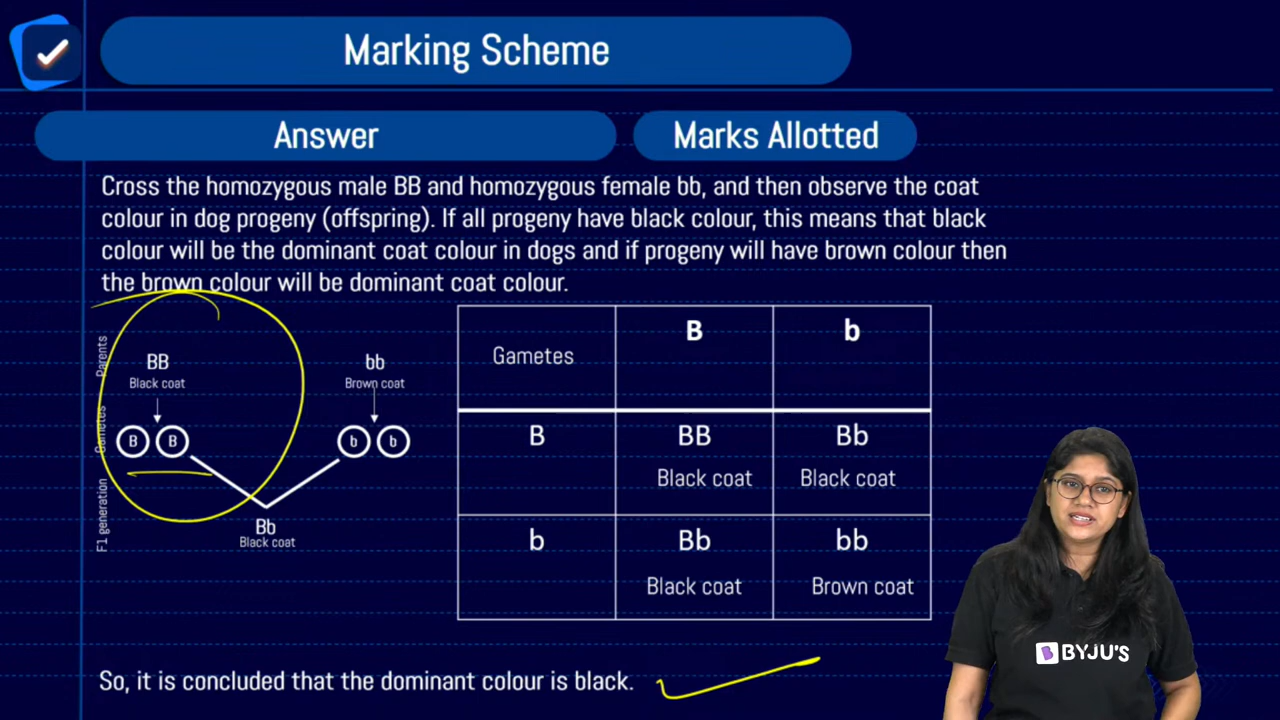 Marking Scheme
Answer
Marks Allotted
Cross the homozygous male BB and homozygous female bb, and then observe the coat
colour in dog progeny (offspring). If all progeny have black colour, this means that black
colour will be the dominant coat colour in dogs and if progeny will have brown colour then
the brown colour will be dominant coat colour.
Parents
BB
Black coat
bb
Brown coat
Gametes
B B
b b
F1 generation
Bb
Black coat
Gametes B b
B BB Bb
Black coat Black coat
b Bb bb
Black coat Brown coat
So, it is concluded that the dominant colour is black.
BYJU'S